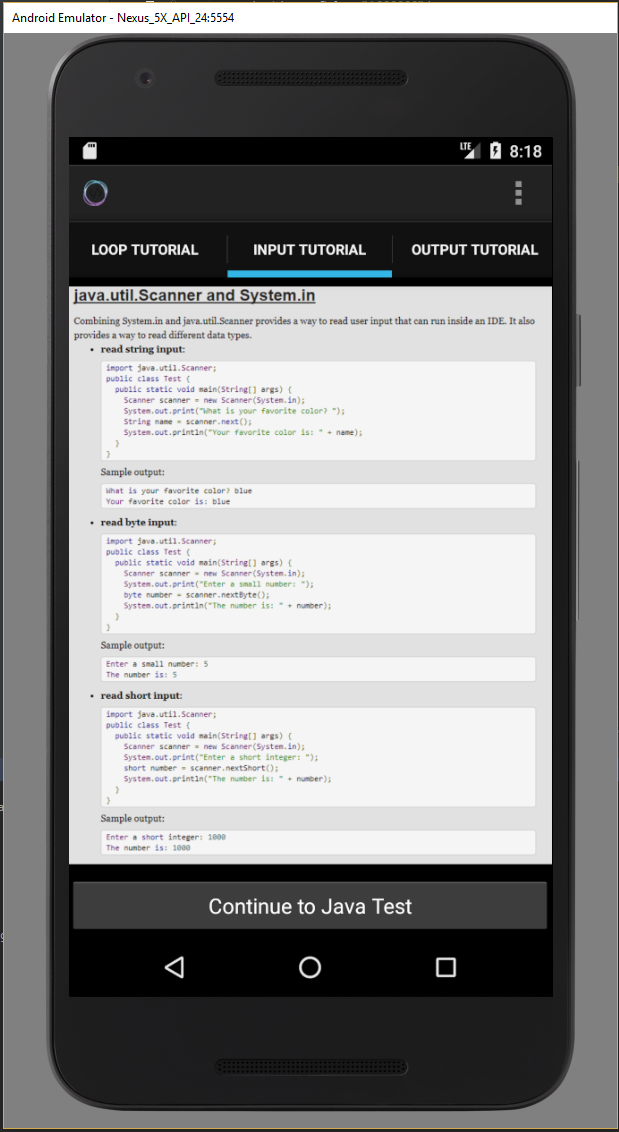 Android Emulator - Nexus_5X_API_24:5554
LTE 8:18
LOOP TUTORIAL INPUT TUTORIAL OUTPUT TUTORIAL
java.util.Scanner and System.in
Combining System.in and java.util.Scanner provides a way to read user input that can run inside an IDE. It also
provides a way to read different data types.
• read string input:
import java.util.Scanner;
public class Test {
public static void main(String[] args) {
Scanner scanner = new Scanner(System.in);
System.out.print("What is your favorite color? ");
String name = scanner.next();
System.out.println("Your favorite color is: " + name);
}
}
Sample output:
What is your favorite color? blue
Your favorite color is: blue
• read byte input:
import java.util.Scanner;
public class Test {
public static void main(String[] args) {
Scanner scanner = new Scanner(System.in);
System.out.print("Enter a small number: ");
byte number = scanner.nextByte();
System.out.println("The number is: " + number);
}
}
Sample output:
Enter a small number: 5
The number is: 5
• read short input:
import java.util.Scanner;
public class Test {
public static void main(String[] args) {
Scanner scanner = new Scanner(System.in);
System.out.print("Enter a short integer: ");
short number = scanner.nextShort();
System.out.println("The number is: " + number);
}
}
Sample output:
Enter a short integer: 1000
The number is: 1000
Continue to Java Test